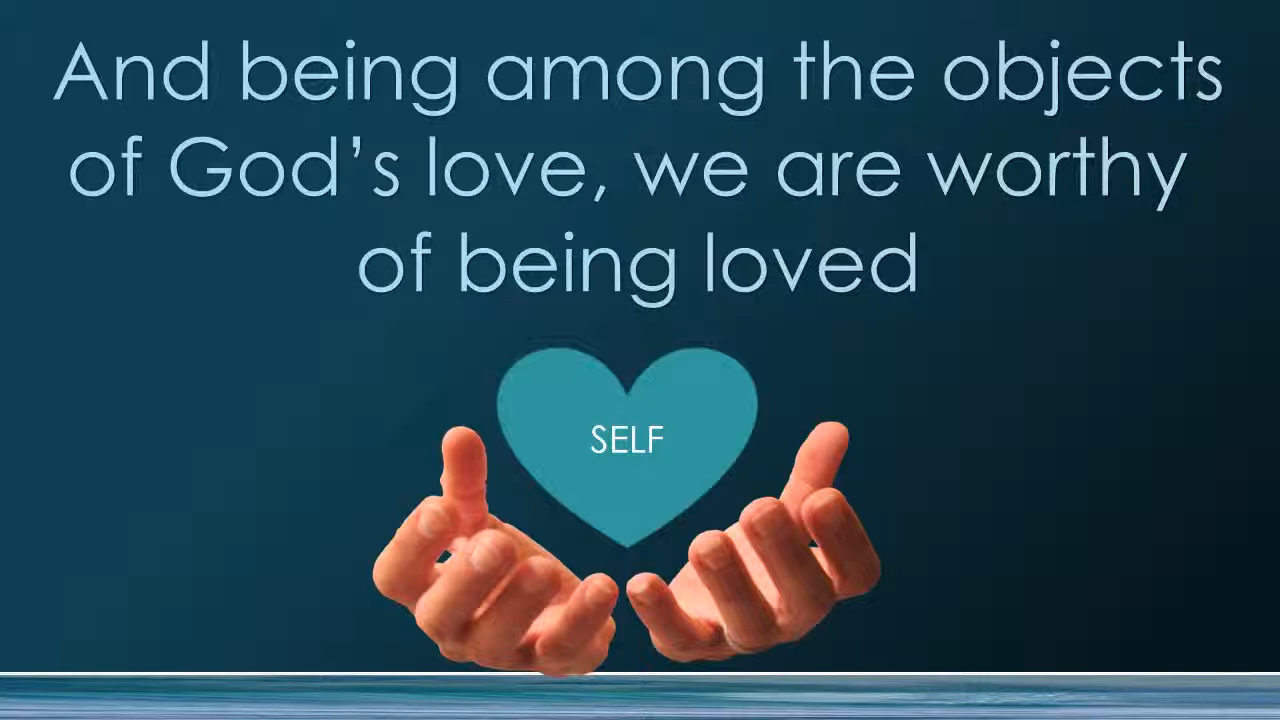 And being among the objects
of God’s love, we are worthy
of being loved
SELF